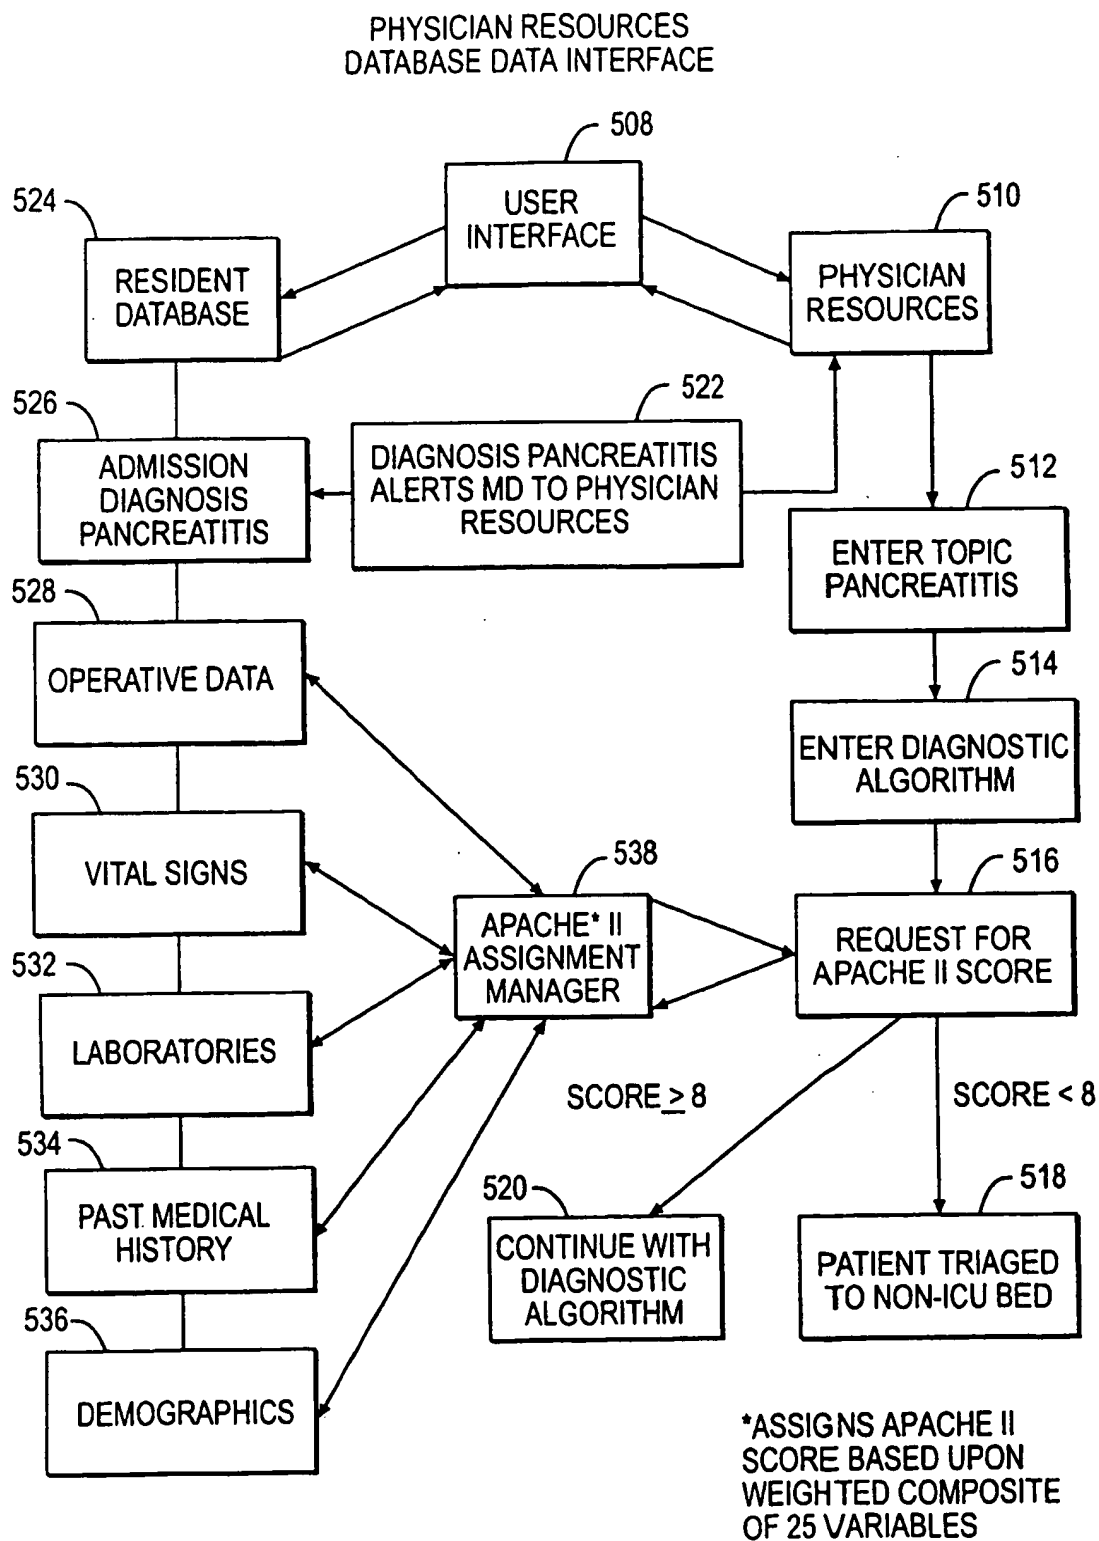 PHYSICIAN RESOURCES
DATABASE DATA INTERFACE
508
USER
INTERFACE
524
RESIDENT
DATABASE
510
PHYSICIAN
RESOURCES
526
ADMISSION
DIAGNOSIS
PANCREATITIS
522
DIAGNOSIS PANCREATITIS
ALERTS MD TO PHYSICIAN
RESOURCES
512
ENTER TOPIC
PANCREATITIS
528
OPERATIVE DATA
514
ENTER DIAGNOSTIC
ALGORITHM
530
VITAL SIGNS
538
APACHE* II
ASSIGNMENT
MANAGER
516
REQUEST FOR
APACHE II SCORE
532
LABORATORIES
SCORE ≥ 8
SCORE < 8
534
PAST MEDICAL
HISTORY
520
CONTINUE WITH
DIAGNOSTIC
ALGORITHM
518
PATIENT TRIAGED
TO NON-ICU BED
536
DEMOGRAPHICS
*ASSIGNS APACHE II
SCORE BASED UPON
WEIGHTED COMPOSITE
OF 25 VARIABLES